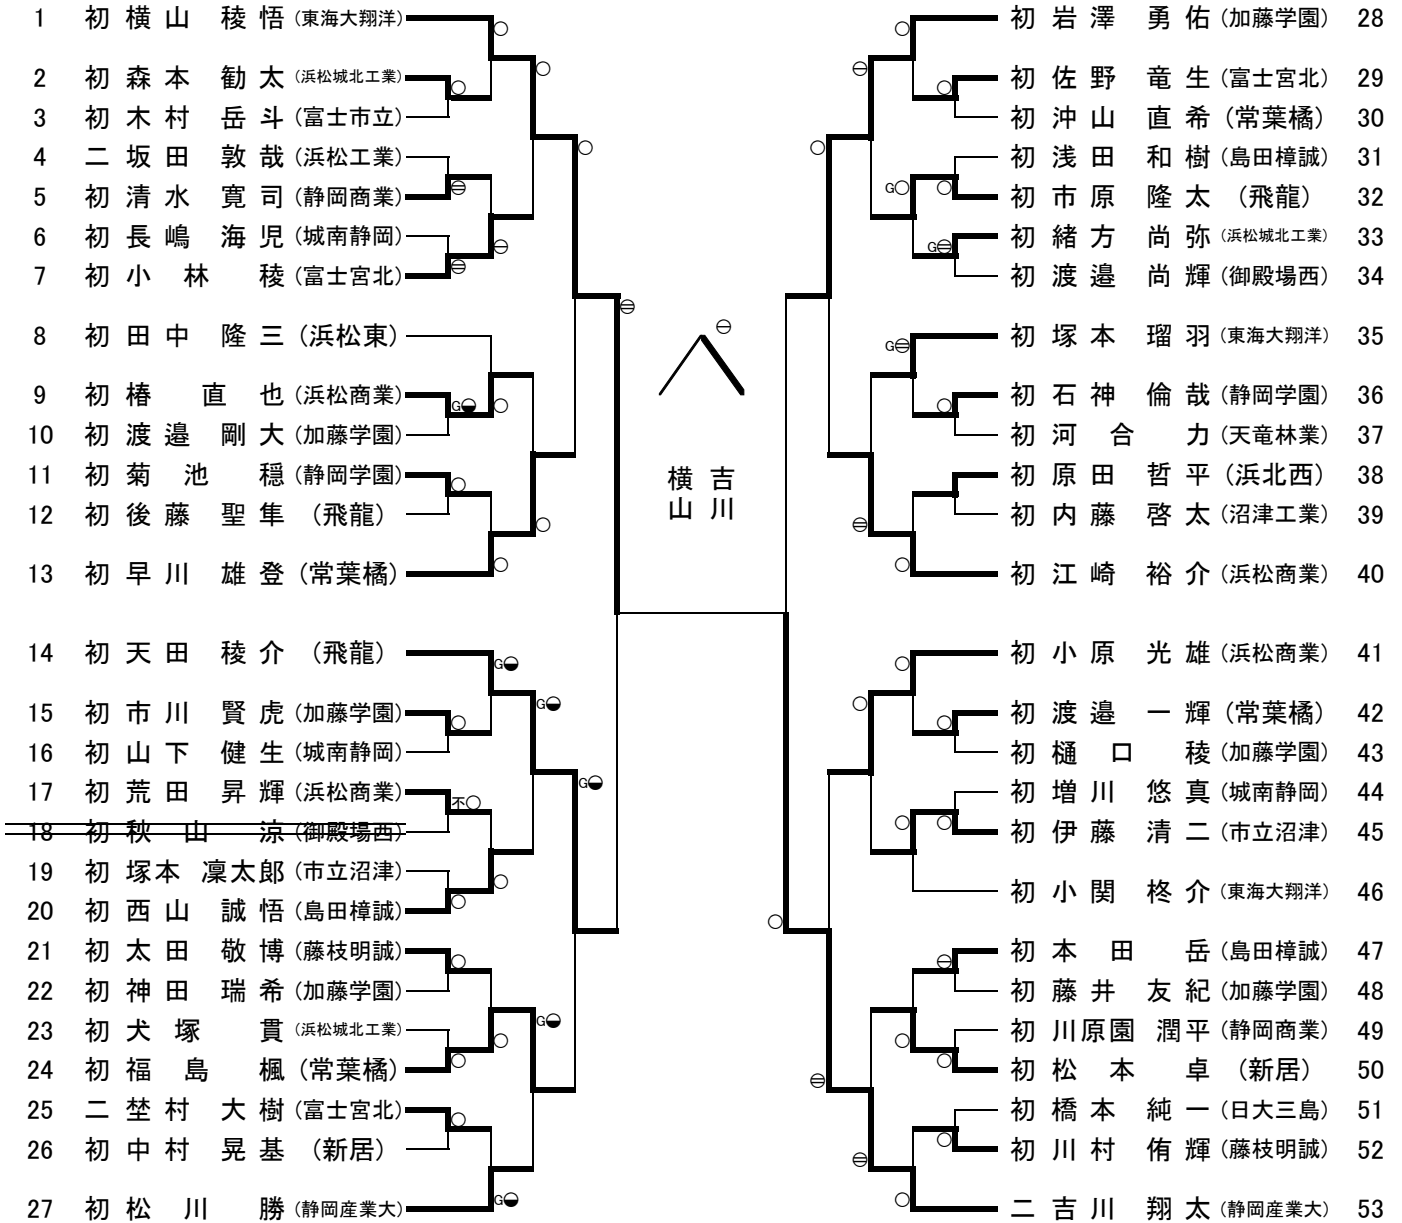 1 初 横山 稜悟 (東海大翔洋)
2 初 森本 勧太 (浜松城北工業)
3 初 木村 岳斗 (富士市立)
4 二 坂田 敦哉 (浜松工業)
5 初 清水 寛司 (静岡商業)
6 初 長嶋 海児 (城南静岡)
7 初 小林 稜 (富士宮北)
8 初 田中 隆三 (浜松東)
9 初 椿 直也 (浜松商業)
10 初 渡邉 剛大 (加藤学園)
11 初 菊池 穏 (静岡学園)
12 初 後藤 聖隼 (飛龍)
13 初 早川 雄登 (常葉橘)
14 初 天田 稜介 (飛龍)
15 初 市川 賢虎 (加藤学園)
16 初 山下 健生 (城南静岡)
17 初 荒田 昇輝 (浜松商業)
不
18 初 秋山 涼 (御殿場西)
19 初 塚本 凜太郎 (市立沼津)
20 初 西山 誠悟 (島田樟誠)
21 初 太田 敬博 (藤枝明誠)
22 初 神田 瑞希 (加藤学園)
23 初 犬塚 貫 (浜松城北工業)
24 初 福島 楓 (常葉橘)
25 二 埜村 大樹 (富士宮北)
26 初 中村 晃基 (新居)
27 初 松川 勝 (静岡産業大)
G
G
G
G
G
G
横山
吉川
G
G
G
初 岩澤 勇佑 (加藤学園) 28
初 佐野 竜生 (富士宮北) 29
初 沖山 直希 (常葉橘) 30
初 浅田 和樹 (島田樟誠) 31
初 市原 隆太 (飛龍) 32
初 緒方 尚弥 (浜松城北工業) 33
初 渡邉 尚輝 (御殿場西) 34
初 塚本 瑠羽 (東海大翔洋) 35
初 石神 倫哉 (静岡学園) 36
初 河合 力 (天竜林業) 37
初 原田 哲平 (浜北西) 38
初 内藤 啓太 (沼津工業) 39
初 江崎 裕介 (浜松商業) 40
初 小原 光雄 (浜松商業) 41
初 渡邉 一輝 (常葉橘) 42
初 樋口 稜 (加藤学園) 43
初 増川 悠真 (城南静岡) 44
初 伊藤 清二 (市立沼津) 45
初 小関 柊介 (東海大翔洋) 46
初 本田 岳 (島田樟誠) 47
初 藤井 友紀 (加藤学園) 48
初 川原園 潤平 (静岡商業) 49
初 松本 卓 (新居) 50
初 橋本 純一 (日大三島) 51
初 川村 侑輝 (藤枝明誠) 52
二 吉川 翔太 (静岡産業大) 53